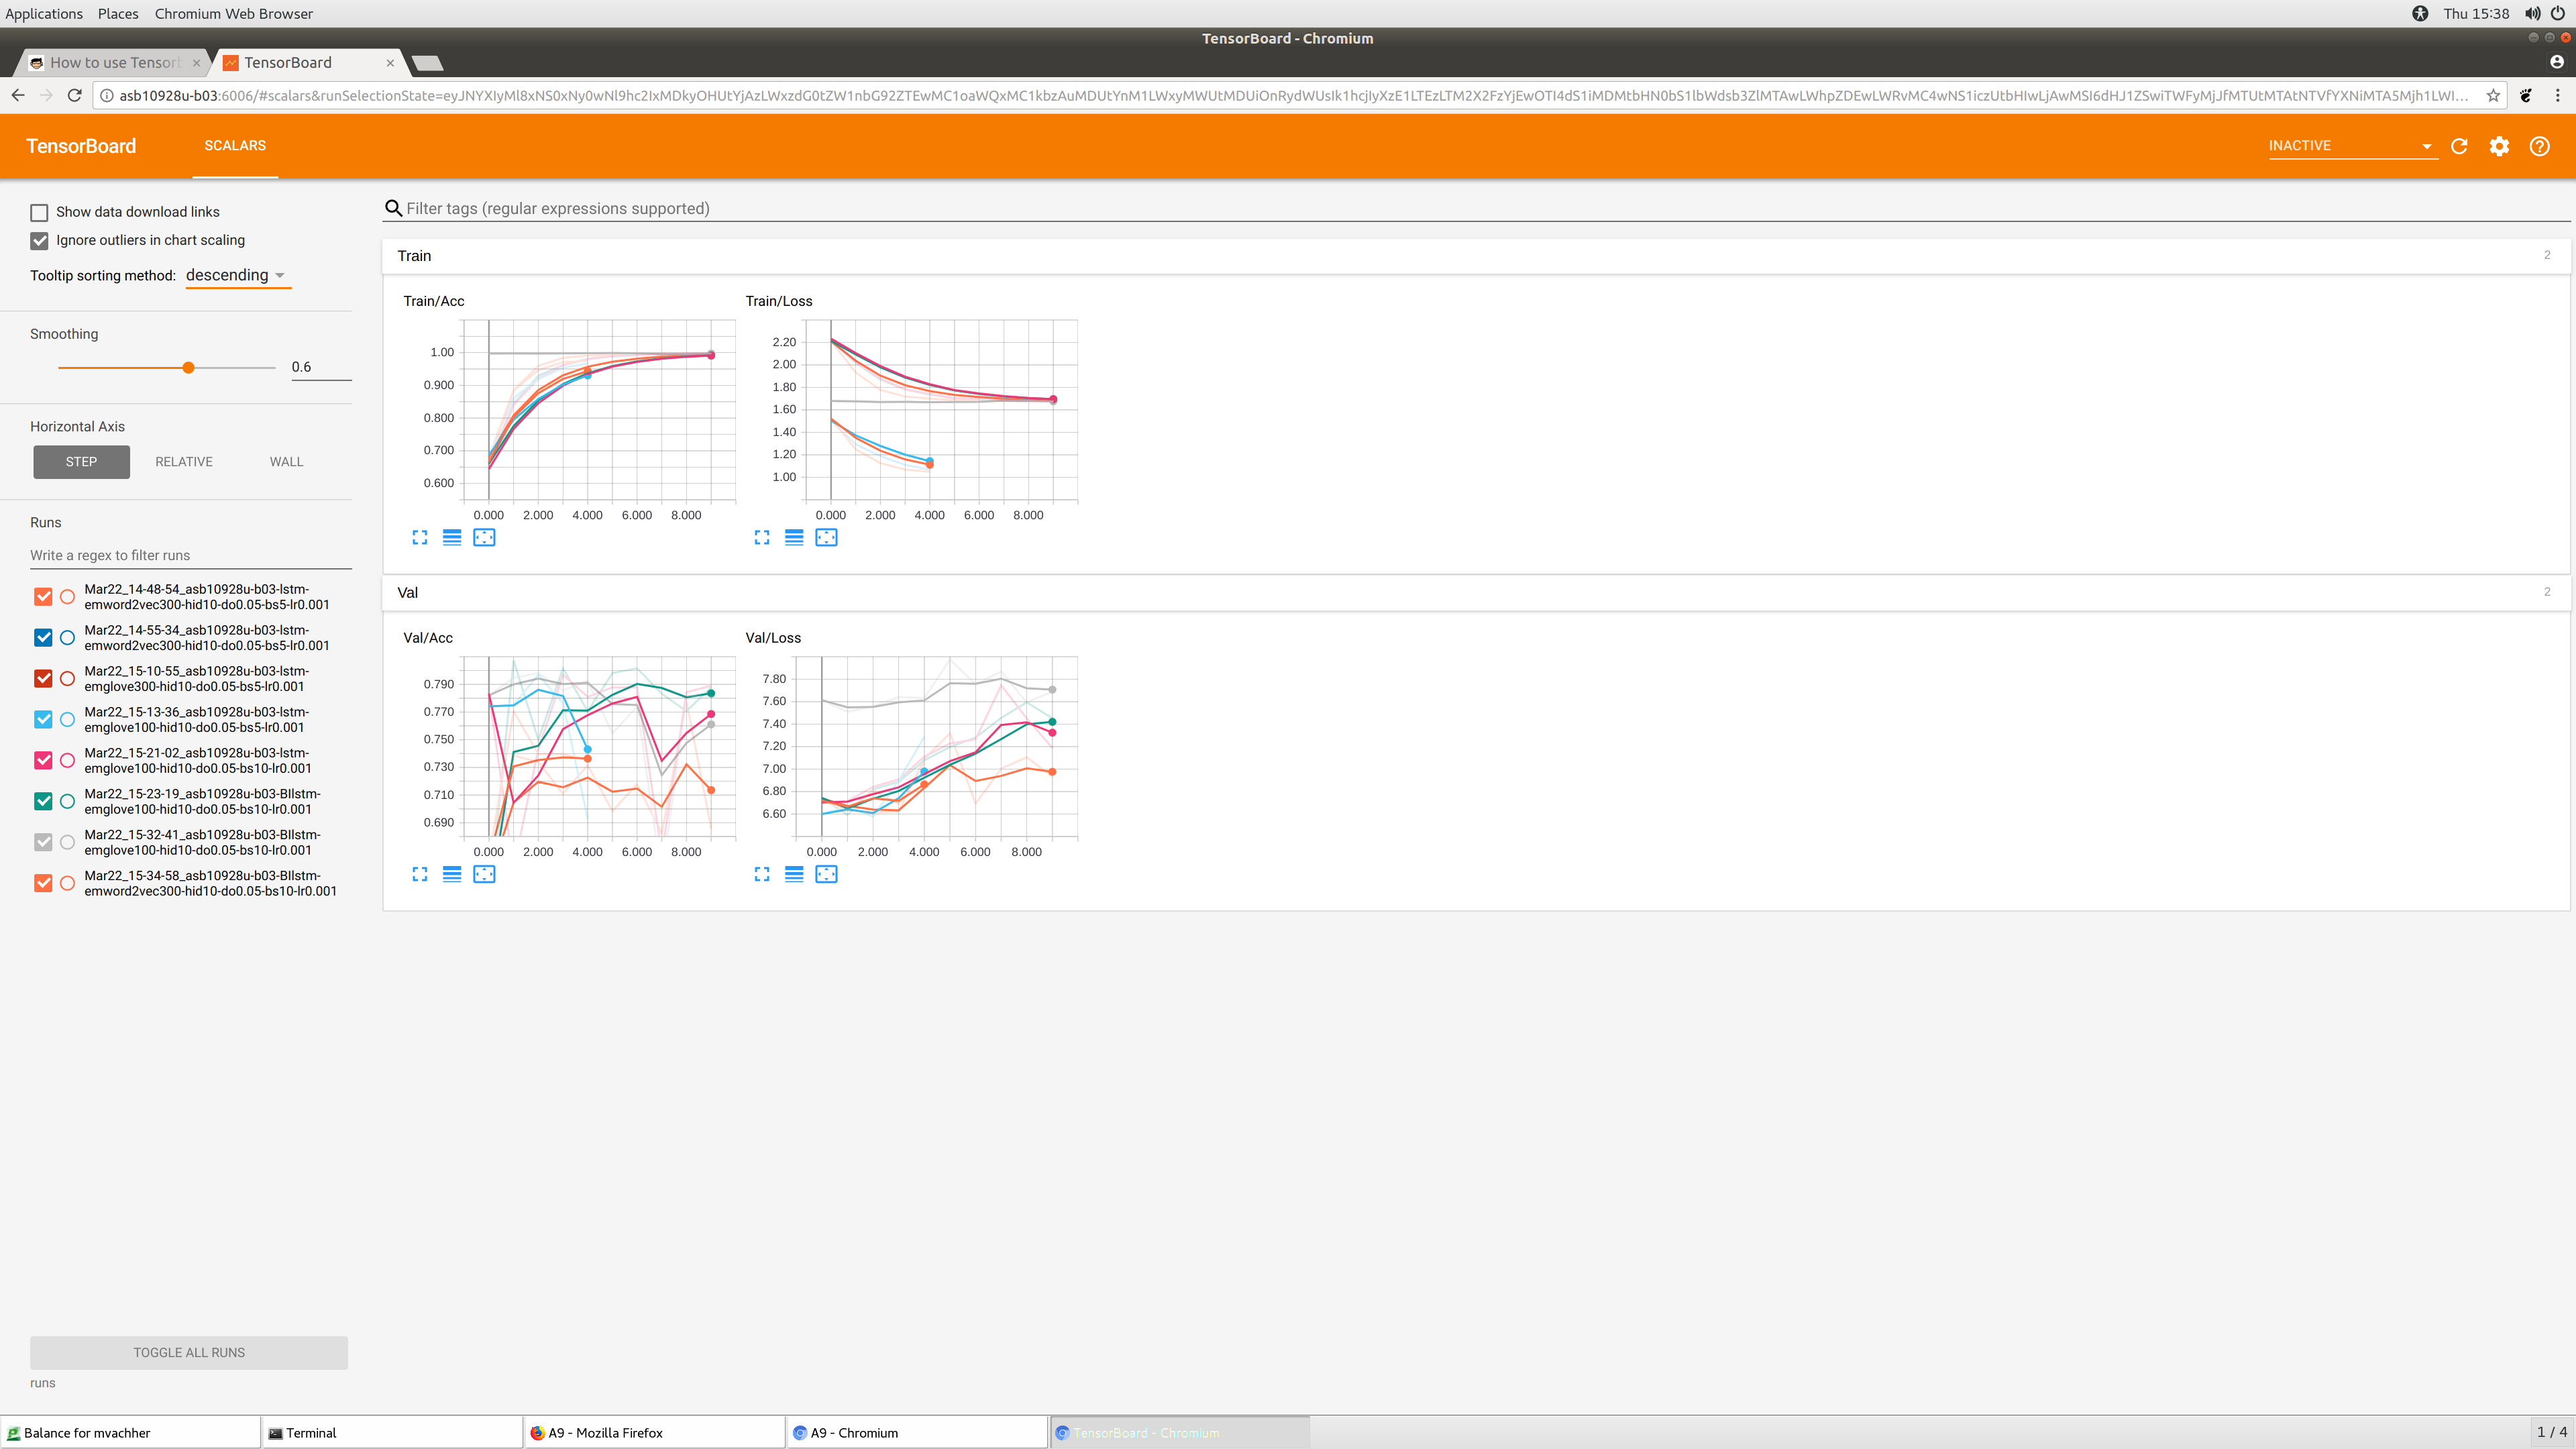 Applications Places Chromium Web Browser Thu 15:38
TensorBoard - Chromium
How to use Tensorb TensorBoard
TensorBoard SCALARS INACTIVE
Show data download links
Ignore outliers in chart scaling
Tooltip sorting method: descending
Smoothing
0.6
Horizontal Axis
STEP RELATIVE WALL
Runs
Write a regex to filter runs
Mar22_14-48-54_asb10928u-b03-lstm-
emword2vec300-hid10-do0.05-bs5-lr0.001
Mar22_14-55-34_asb10928u-b03-lstm-
emword2vec300-hid10-do0.05-bs5-lr0.001
Mar22_15-10-55_asb10928u-b03-lstm-
emglove300-hid10-do0.05-bs5-lr0.001
Mar22_15-13-36_asb10928u-b03-lstm-
emglove100-hid10-do0.05-bs5-lr0.001
Mar22_15-21-02_asb10928u-b03-lstm-
emglove100-hid10-do0.05-bs10-lr0.001
Mar22_15-23-19_asb10928u-b03-BIlstm-
emglove100-hid10-do0.05-bs10-lr0.001
Mar22_15-32-41_asb10928u-b03-BIlstm-
emglove100-hid10-do0.05-bs10-lr0.001
Mar22_15-34-58_asb10928u-b03-BIlstm-
emword2vec300-hid10-do0.05-bs10-lr0.001
TOGGLE ALL RUNS
runs
Filter tags (regular expressions supported)
Train 2
Train/Acc
1.00
0.900
0.800
0.700
0.600
0.000 2.000 4.000 6.000 8.000
Train/Loss
2.20
2.00
1.80
1.60
1.40
1.20
1.00
0.000 2.000 4.000 6.000 8.000
Val 2
Val/Acc
0.790
0.770
0.750
0.730
0.710
0.690
0.000 2.000 4.000 6.000 8.000
Val/Loss
7.80
7.60
7.40
7.20
7.00
6.80
6.60
0.000 2.000 4.000 6.000 8.000
Balance for mvachher Terminal A9 - Mozilla Firefox A9 - Chromium TensorBoard - Chromium 1 / 4